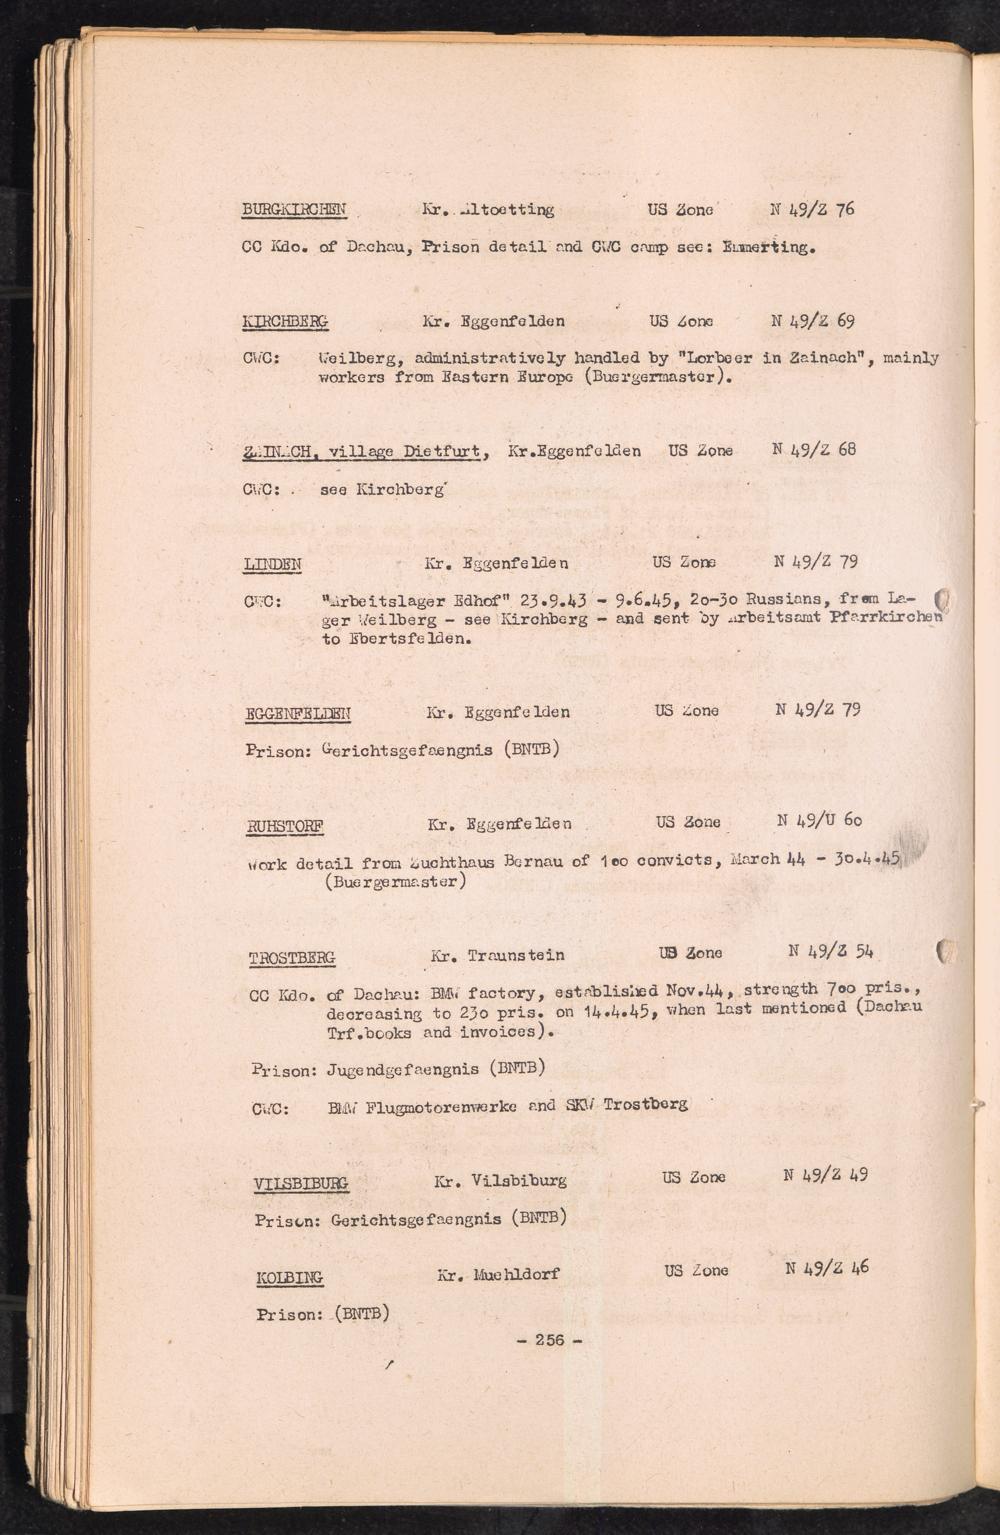 BURGKIRCHEN Kr. Altoetting US Zone N 49/Z 76
CC Kdo. of Dachau, Prison detail and CWC camp see: Emmerting.
KIRCHBERG Kr. Eggenfelden US Zone N 49/Z 69
CWC: Weilberg, administratively handled by "Lorbeer in Zainach", mainly
workers from Eastern Europe (Buergermaster).
ZAINACH, village Dietfurt, Kr.Eggenfelden US Zone N 49/Z 68
CWC: see Kirchberg
LINDEN Kr. Eggenfelden US Zone N 49/Z 79
CWC: "Arbeitslager Edhof" 23.9.43 - 9.6.45, 2o-3o Russians, from La-
ger Weilberg - see Kirchberg - and sent by Arbeitsamt Pfarrkirchen
to Ebertsfelden.
EGGENFELDEN Kr. Eggenfelden US Zone N 49/Z 79
Prison: Gerichtsgefaengnis (BNTB)
RUHSTORF Kr. Eggenfelden US Zone N 49/U 6o
Work detail from Zuchthaus Bernau of 1oo convicts, March 44 - 3o.4.45
(Buergermaster)
TROSTBERG Kr. Traunstein US Zone N 49/Z 54
CC Kdo. of Dachau: BMW factory, established Nov.44, strength 7oo pris.,
decreasing to 23o pris. on 14.4.45, when last mentioned (Dachau
Trf.books and invoices).
Prison: Jugendgefaengnis (BNTB)
CWC: BMW Flugmotorenwerke and SKW Trostberg
VILSBIBURG Kr. Vilsbiburg US Zone N 49/Z 49
Prison: Gerichtsgefaengnis (BNTB)
KOLBING Kr. Muehldorf US Zone N 49/Z 46
Prison: (BNTB)
- 256 -